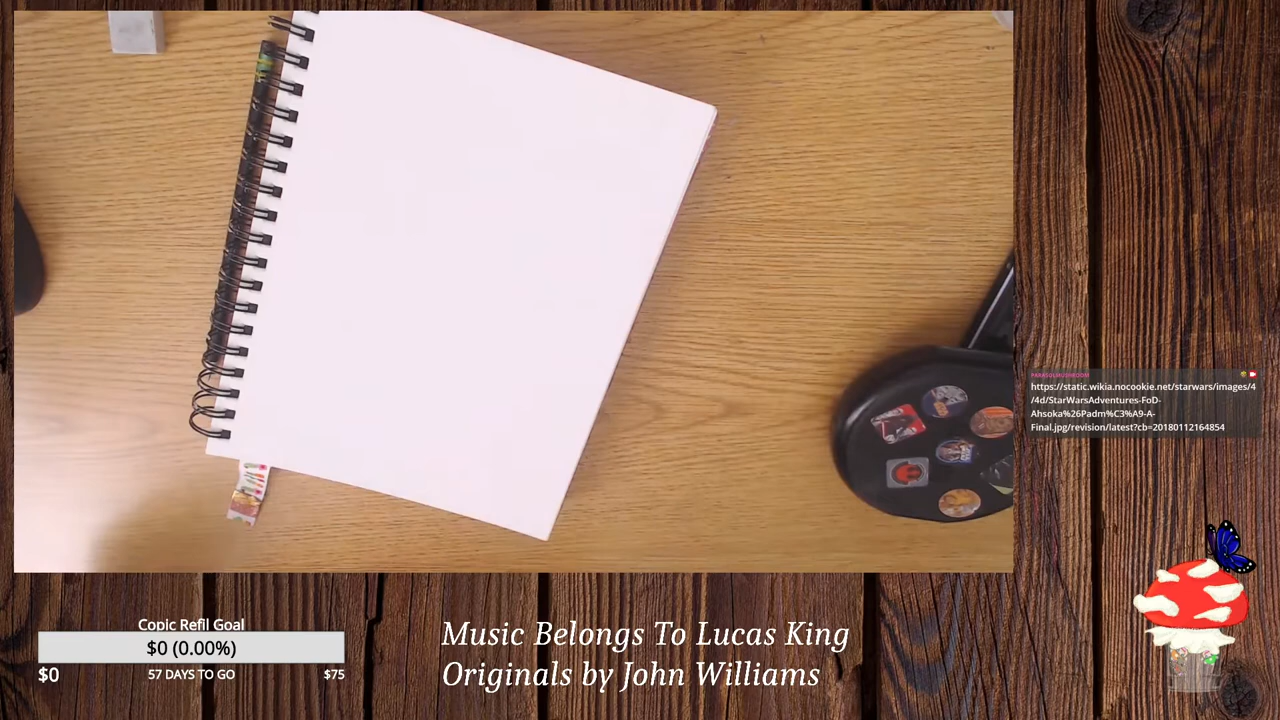 PARASOLMUSHROOM
https://static.wikia.nocookie.net/starwars/images/4
/4d/StarWarsAdventures-FoD-
Ahsoka%26Padm%C3%A9-A-
Final.jpg/revision/latest?cb=20180112164854
Copic Refil Goal
$0 (0.00%)
$0
57 DAYS TO GO
$75
Music Belongs To Lucas King
Originals by John Williams